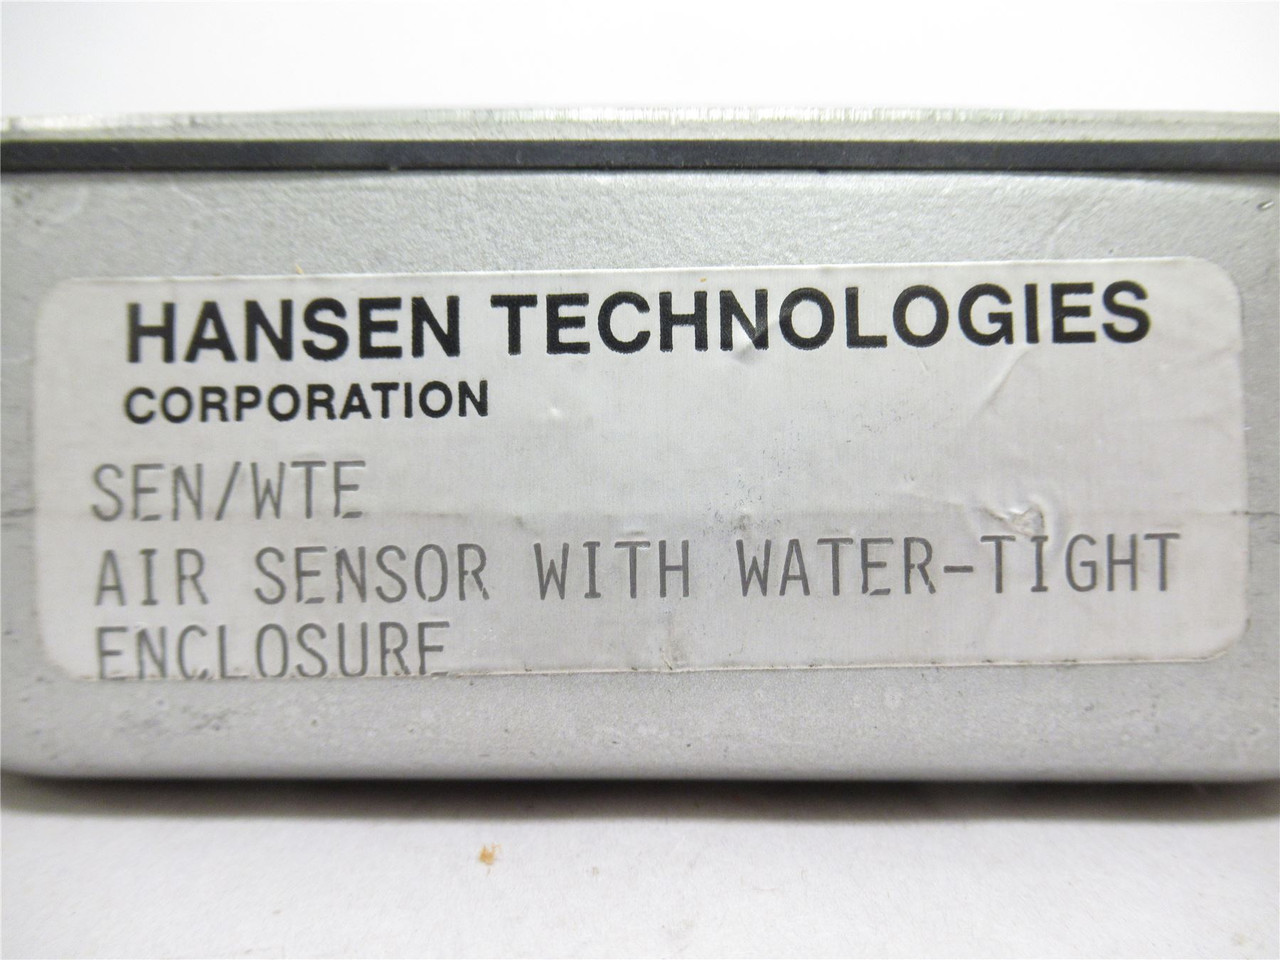 HANSEN TECHNOLOGIES
CORPORATION
SEN/WTE
AIR SENSOR WITH WATER-TIGHT
ENCLOSURE